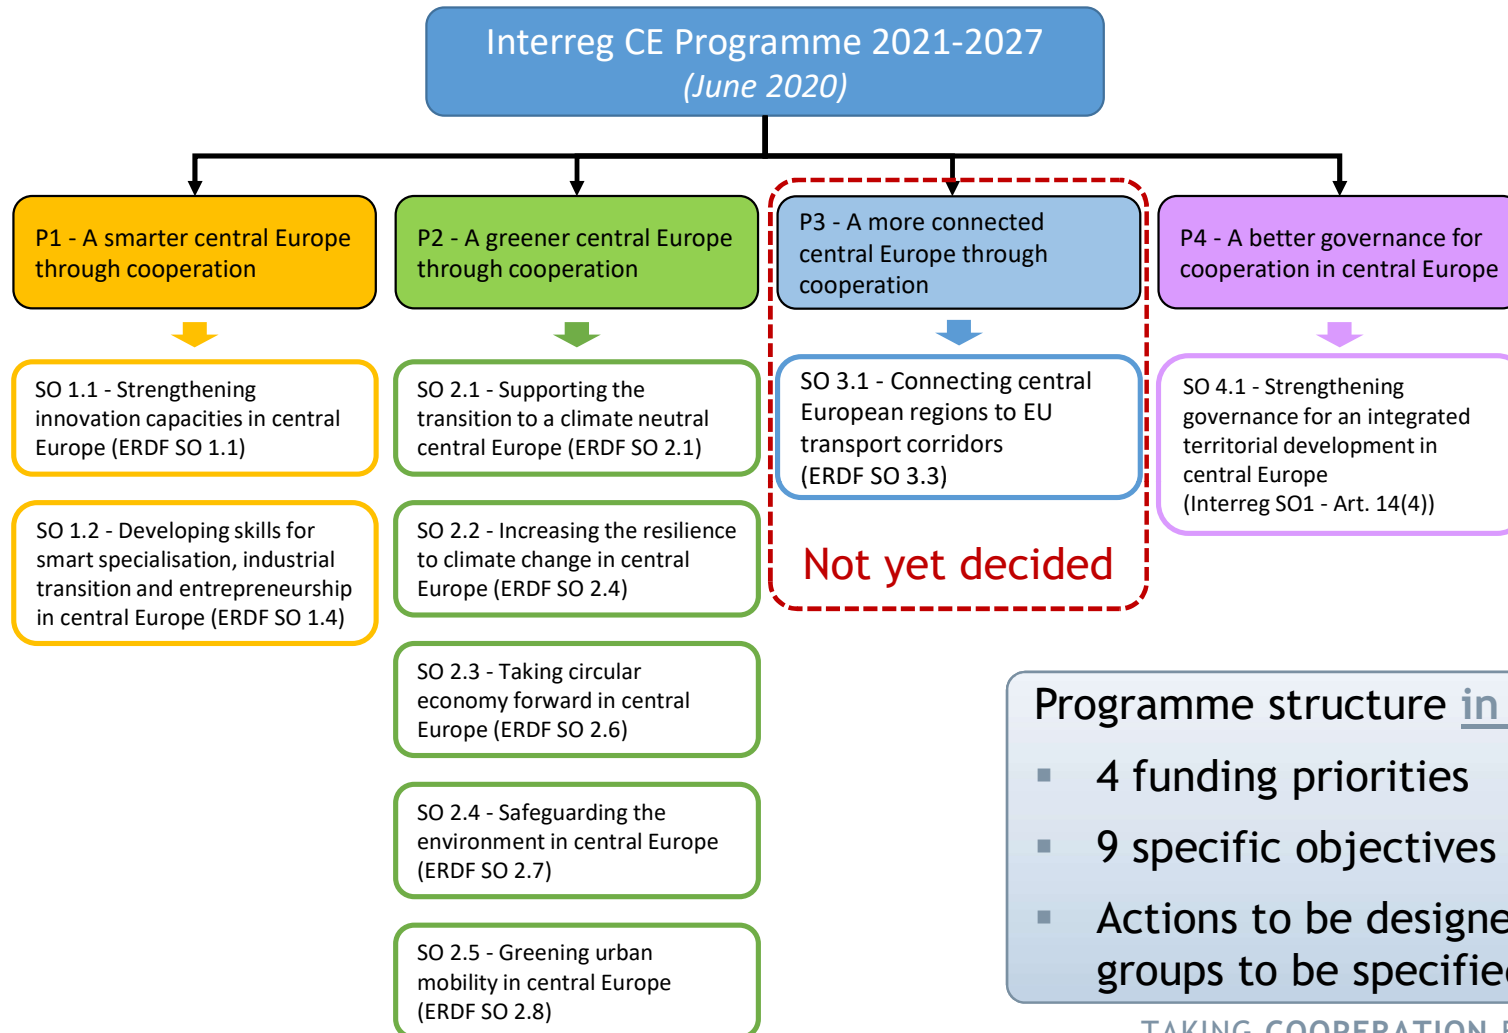 Interreg CE Programme 2021-2027
(June 2020)
P1 - A smarter central Europe
through cooperation
P2 - A greener central Europe
through cooperation
P3 - A more connected
central Europe through
cooperation
P4 - A better governance for
cooperation in central Europe
SO 1.1 - Strengthening
innovation capacities in central
Europe (ERDF SO 1.1)
SO 1.2 - Developing skills for
smart specialisation, industrial
transition and entrepreneurship
in central Europe (ERDF SO 1.4)
SO 2.1 - Supporting the
transition to a climate neutral
central Europe (ERDF SO 2.1)
SO 2.2 - Increasing the resilience
to climate change in central
Europe (ERDF SO 2.4)
SO 2.3 - Taking circular
economy forward in central
Europe (ERDF SO 2.6)
SO 2.4 - Safeguarding the
environment in central Europe
(ERDF SO 2.7)
SO 2.5 - Greening urban
mobility in central Europe
(ERDF SO 2.8)
SO 3.1 - Connecting central
European regions to EU
transport corridors
(ERDF SO 3.3)
Not yet decided
SO 4.1 - Strengthening
governance for an integrated
territorial development in
central Europe
(Interreg SO1 - Art. 14(4))
Programme structure in
▪ 4 funding priorities
▪ 9 specific objectives
▪ Actions to be designe
groups to be specified
TAKING COOPERATION